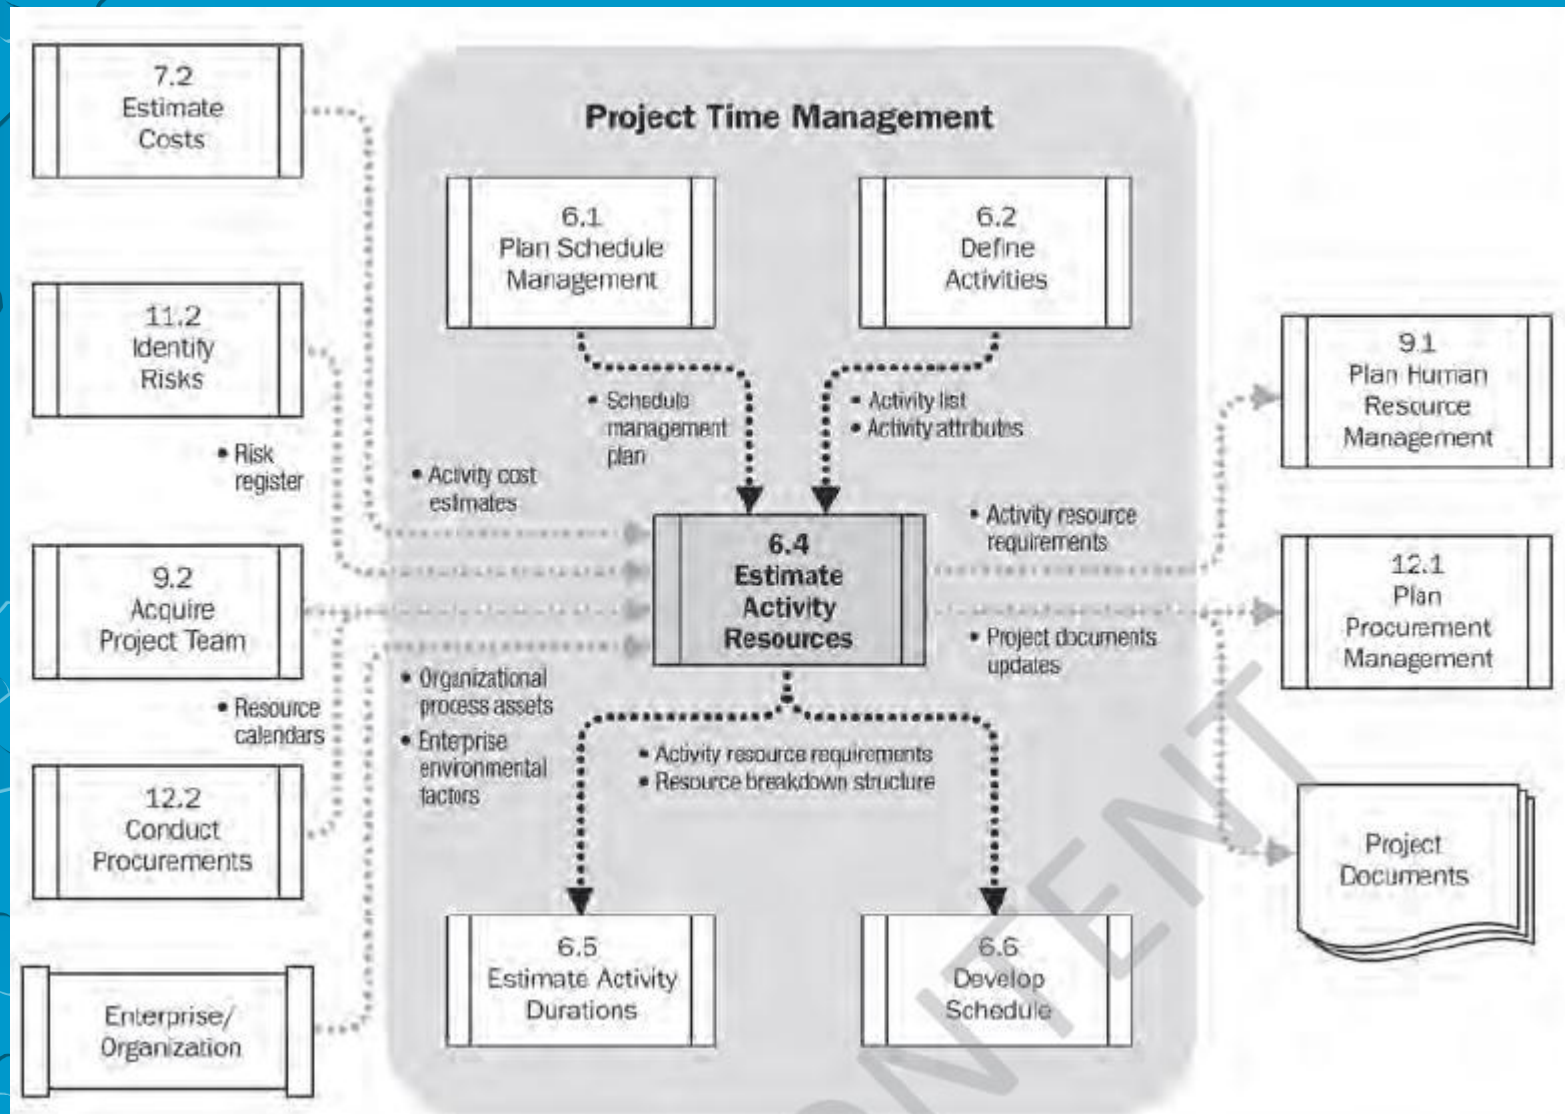 7.2
Estimate
Costs
Project Time Management
6.1
Plan Schedule
Management
6.2
Define
Activities
11.2
Identify
Risks
9.1
Plan Human
Resource
Management
• Schedule
management
plan
• Activity list
• Activity attributes
• Risk
register
• Activity cost
estimates
• Activity resource
requirements
6.4
Estimate
Activity
Resources
9.2
Acquire
Project Team
12.1
Plan
Procurement
Management
• Project documents
updates
• Organizational
process assets
• Enterprise
environmental
factors
• Resource
calendars
• Activity resource requirements
• Resource breakdown structure
12.2
Conduct
Procurements
Project
Documents
6.5
Estimate Activity
Durations
6.6
Develop
Schedule
Enterprise/
Organization
ONTENT